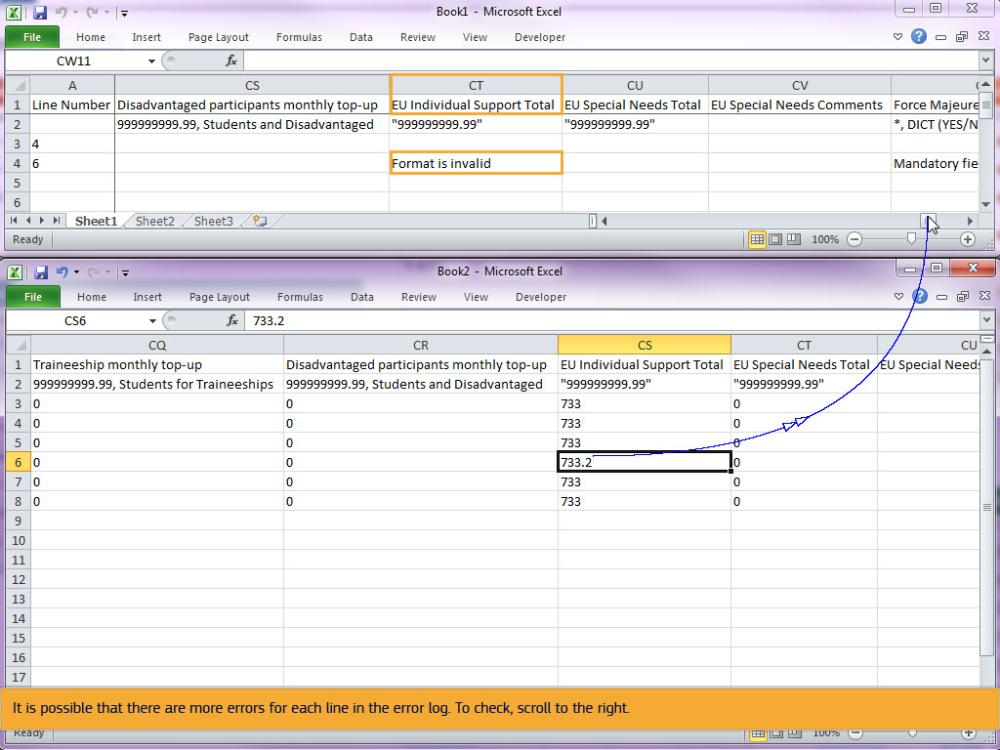 Book1 - Microsoft Excel
File Home Insert Page Layout Formulas Data Review View Developer
CW11 fx
A CS CT CU CV
1 Line Number Disadvantaged participants monthly top-up EU Individual Support Total EU Special Needs Total EU Special Needs Comments Force Majeure
2 999999999.99, Students and Disadvantaged "999999999.99" "999999999.99" *, DICT (YES/N
3 4
4 6 Format is invalid Mandatory fie
5
6
Sheet1 Sheet2 Sheet3
Ready 100%
Book2 - Microsoft Excel
File Home Insert Page Layout Formulas Data Review View Developer
CS6 fx 733.2
CQ CR CS CT CU
1 Traineeship monthly top-up Disadvantaged participants monthly top-up EU Individual Support Total EU Special Needs Total EU Special Needs
2 999999999.99, Students for Traineeships 999999999.99, Students and Disadvantaged "999999999.99" "999999999.99"
3 0 0 733 0
4 0 0 733 0
5 0 0 733 0
6 0 0 733.2 0
7 0 0 733 0
8 0 0 733 0
9
10
11
12
13
14
15
16
17
It is possible that there are more errors for each line in the error log. To check, scroll to the right.
Ready 100%